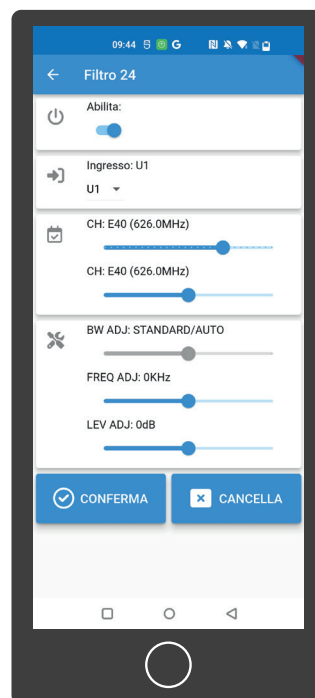 09:44 G
Filtro 24
Abilita:
Ingresso: U1
U1
CH: E40 (626.0MHz)
CH: E40 (626.0MHz)
BW ADJ: STANDARD/AUTO
FREQ ADJ: 0KHz
LEV ADJ: 0dB
CONFERMA
CANCELLA